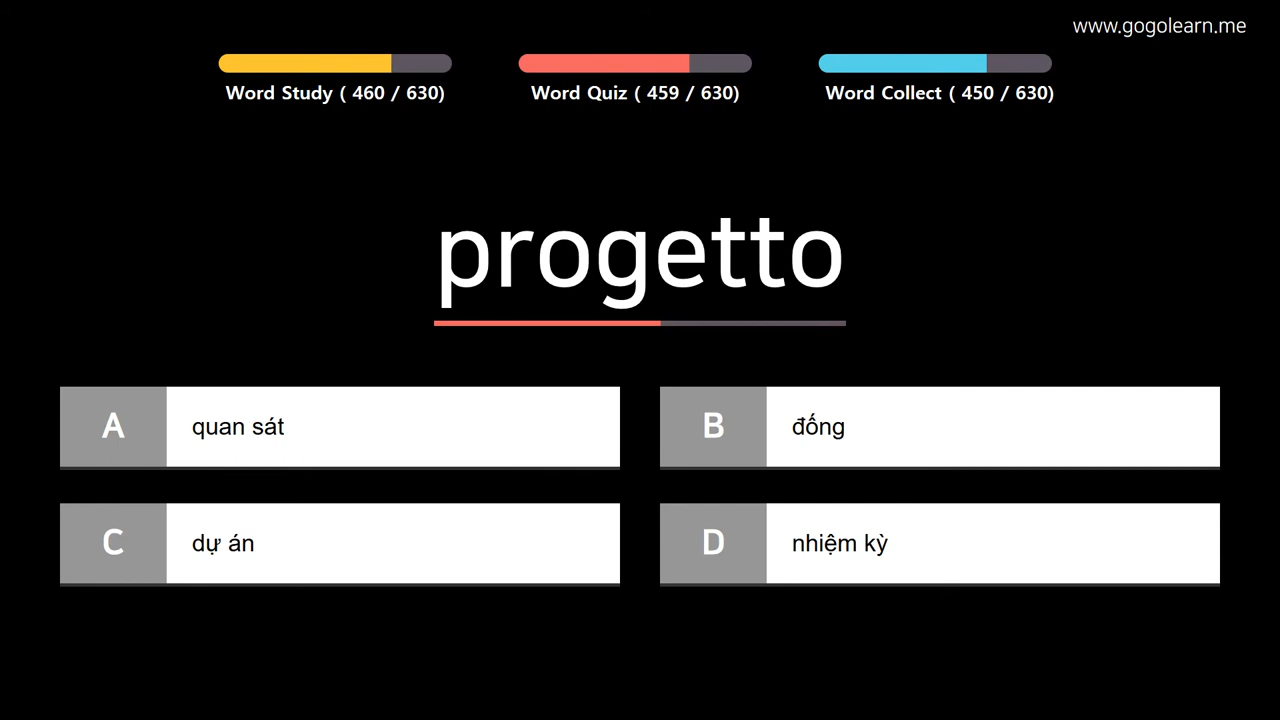 www.gogolearn.me
Word Study ( 460 / 630)
Word Quiz ( 459 / 630)
Word Collect ( 450 / 630)
progetto
A quan sát
B đống
C dự án
D nhiệm kỳ